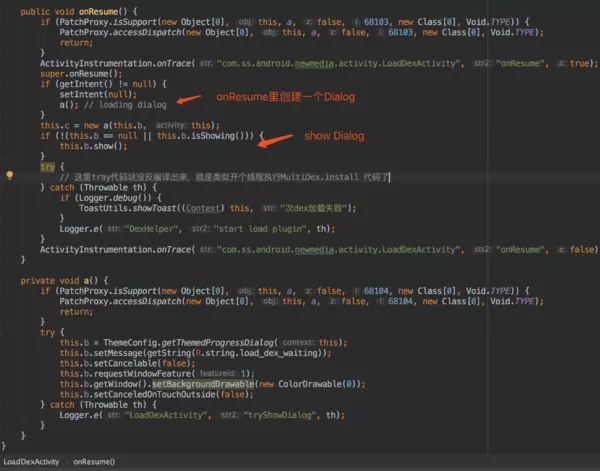 public void onResume() {
if (PatchProxy.isSupport(new Object[0], obj: this, a, z: false, i: 68103, new Class[0], Void.TYPE)) {
PatchProxy.accessDispatch(new Object[0], obj: this, a, z: false, i: 68103, new Class[0], Void.TYPE);
return;
}
ActivityInstrumentation.onTrace( str: "com.ss.android.newmedia.activity.LoadDexActivity", str2: "onResume", z: true);
super.onResume();
if (getIntent() != null) {
setIntent(null);
a(); // loading dialog
onResume里创建一个Dialog
}
this.c = new a(this.b, activity: this);
if (!(this.b == null || this.b.isShowing())) {
this.b.show();
show Dialog
}
try {
// 这里tray代码块没反编译出来，就是类似开个线程执行MultiDex.install 代码了
} catch (Throwable th) {
if (Logger.debug()) {
ToastUtils.showToast((Context) this, str: "次dex加载失败");
}
Logger.e( str: "DexHelper", str2: "start load plugin", th);
}
ActivityInstrumentation.onTrace( str: "com.ss.android.newmedia.activity.LoadDexActivity", str2: "onResume", z: false)
}
private void a() {
if (PatchProxy.isSupport(new Object[0], obj: this, a, z: false, i: 68104, new Class[0], Void.TYPE)) {
PatchProxy.accessDispatch(new Object[0], obj: this, a, z: false, i: 68104, new Class[0], Void.TYPE);
return;
}
try {
this.b = ThemeConfig.getThemedProgressDialog( context: this);
this.b.setMessage(getString(R.string.load_dex_waiting));
this.b.setCancelable(false);
this.b.requestWindowFeature( featureId: 1);
this.b.getWindow().setBackgroundDrawable(new ColorDrawable(0));
this.b.setCanceledOnTouchOutside(false);
} catch (Throwable th) {
Logger.e( str: "LoadDexActivity", str2: "tryShowDialog", th);
}
}
}
LoadDexActivity › onResume()